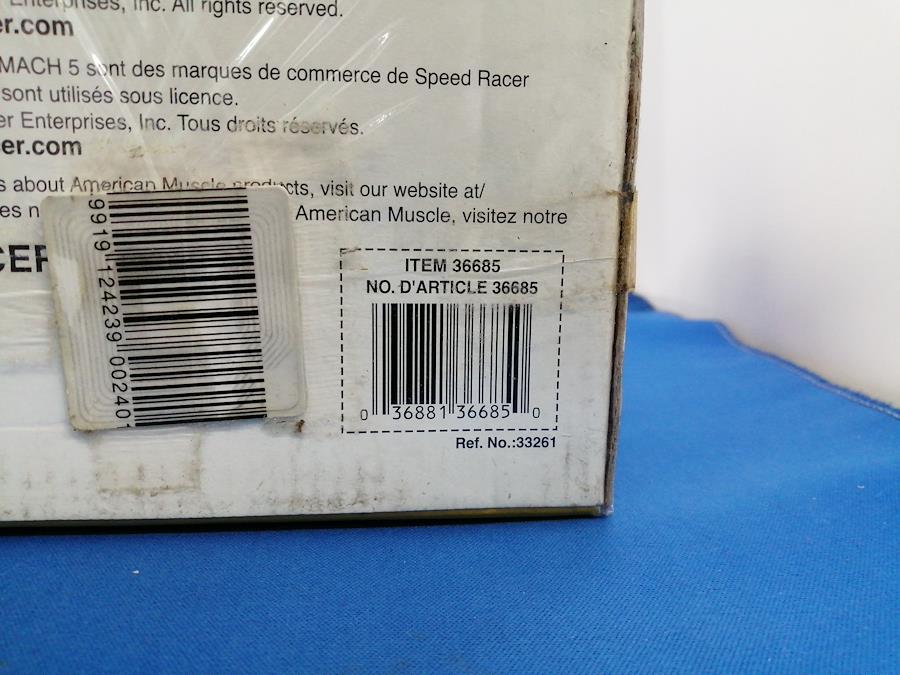 Enterprises, Inc. All rights reserved.
er.com
MACH 5 sont des marques de commerce de Speed Racer
sont utilisés sous licence.
er Enterprises, Inc. Tous droits réservés.
er.com
s about American Muscle products, visit our website at/
es n American Muscle, visitez notre
CER
9919124239002401
ITEM 36685
NO. D'ARTICLE 36685
0 36881 36685 0
Ref. No.:33261